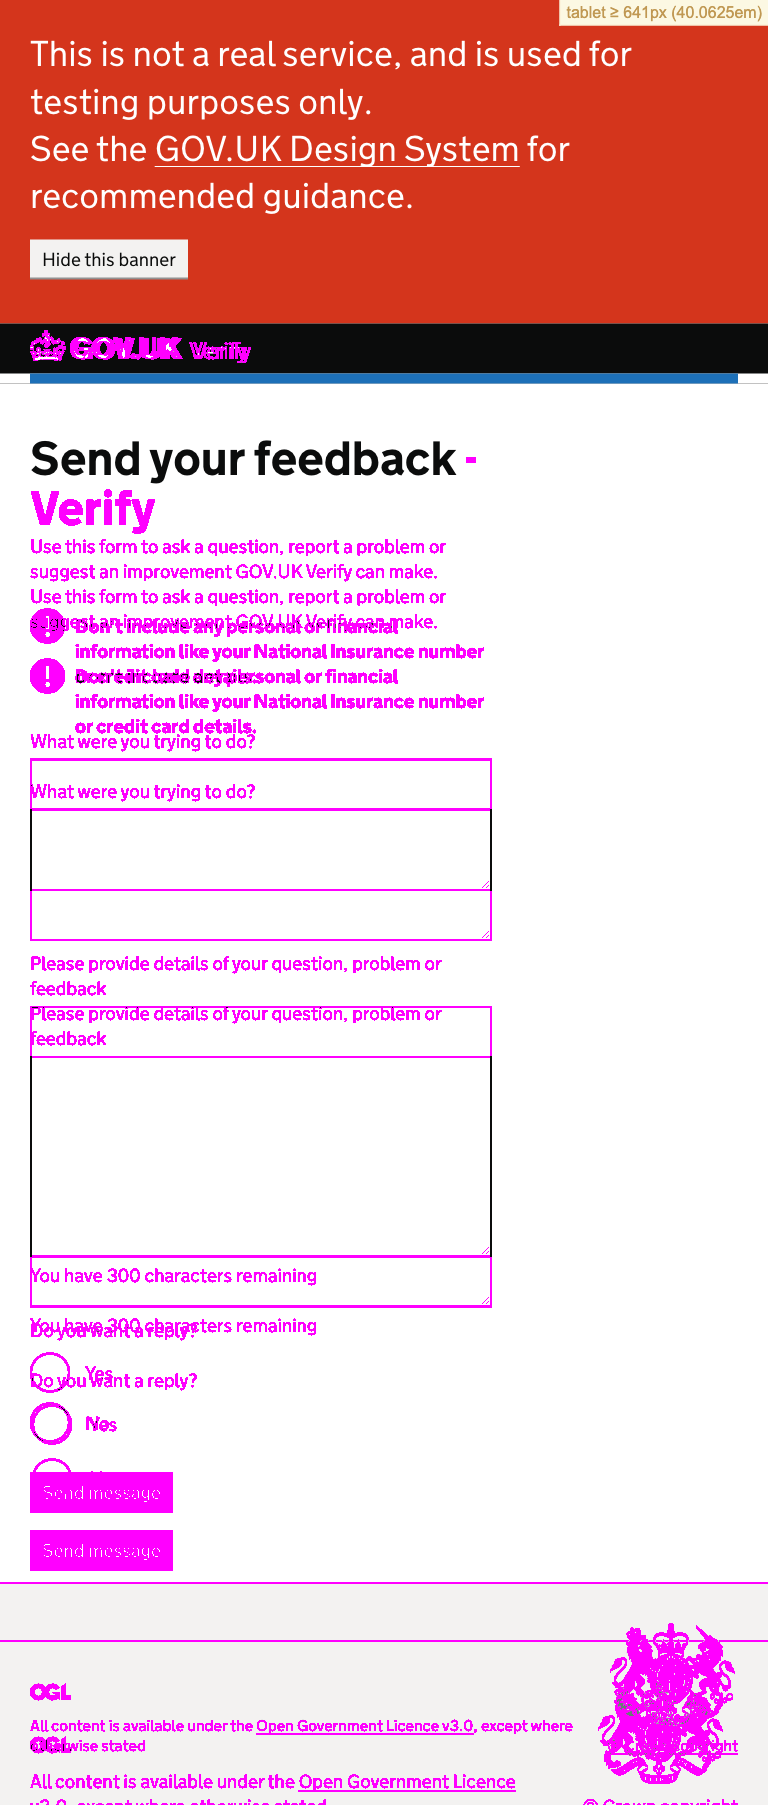 tablet ≥ 641px (40.0625em)
This is not a real service, and is used for
testing purposes only.
See the GOV.UK Design System for
recommended guidance.
Hide this banner
GOV.UK Verify
Send your feedback -
Verify
Use this form to ask a question, report a problem or
suggest an improvement GOV.UK Verify can make.
Use this form to ask a question, report a problem or
suggest an improvement GOV.UK Verify can make.
Don't include any personal or financial
information like your National Insurance number
or credit card details.
Don't include any personal or financial
information like your National Insurance number
or credit card details.
What were you trying to do?
What were you trying to do?
Please provide details of your question, problem or
feedback
Please provide details of your question, problem or
feedback
You have 300 characters remaining
You have 300 characters remaining
Do you want a reply?
Yes
Do you want a reply?
No
Yes
Send message
Send message
OGL
All content is available under the Open Government Licence v3.0, except where
otherwise stated
OGL
All content is available under the Open Government Licence
v3.0, except where otherwise stated
© Crown copyright